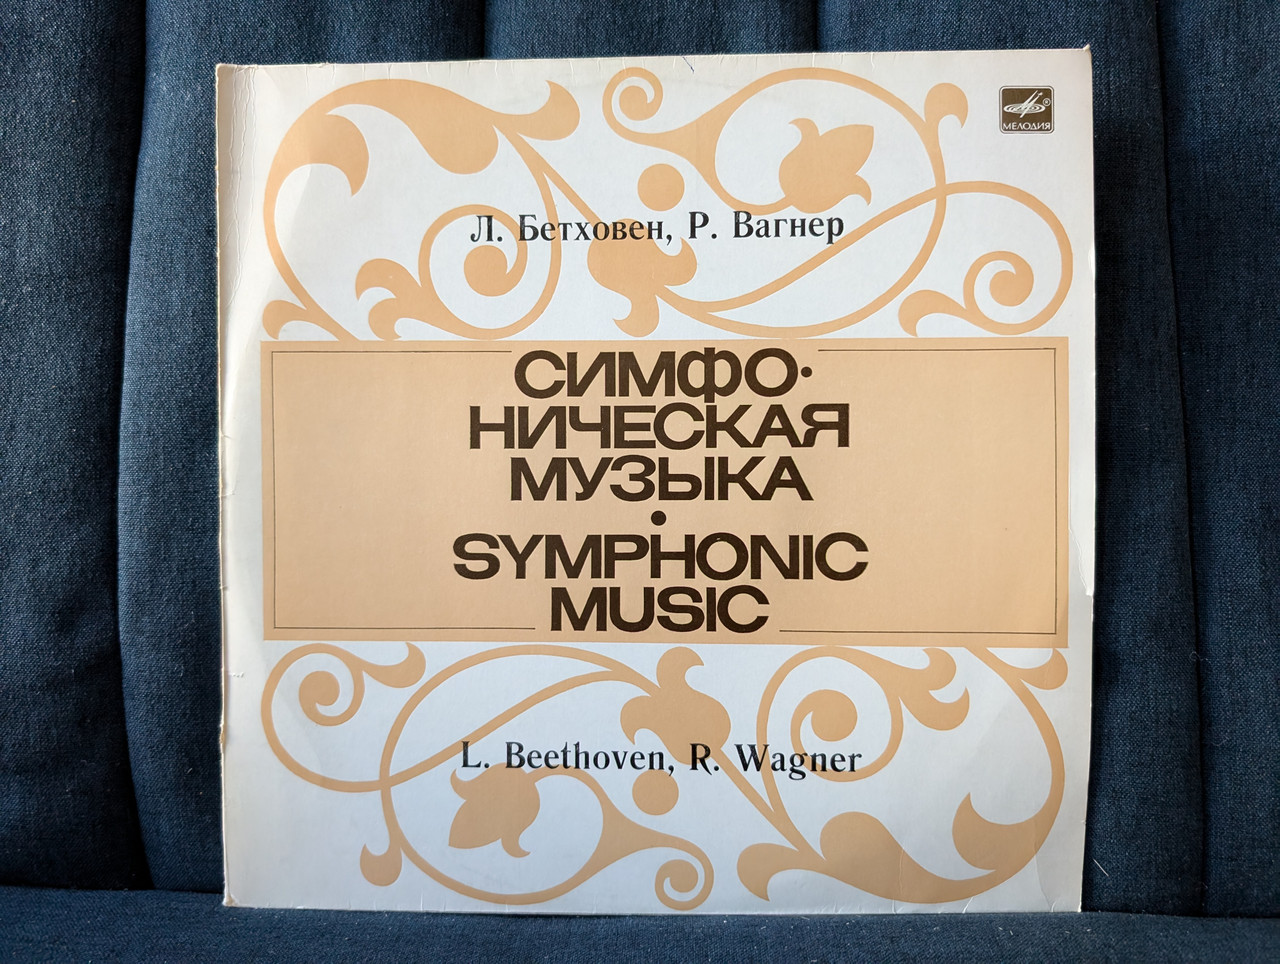 МЕЛОДИЯ
Л. Бетховен, Р. Вагнер
СИМФО·
НИЧЕСКАЯ
МУЗЫКА
·
SYMPHONIC
MUSIC
L. Beethoven, R. Wagner